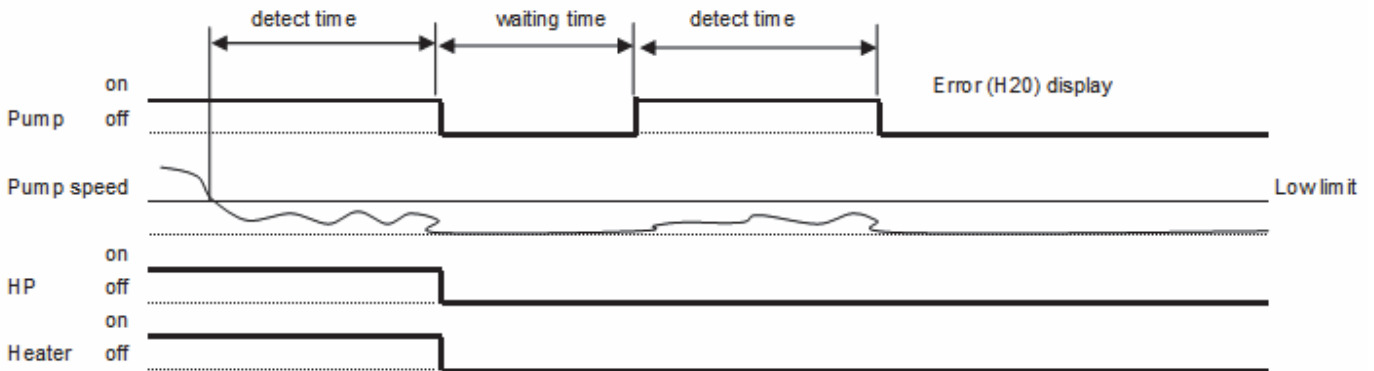 detect time waiting time detect time
on Error (H20) display
Pump off
Pump speed Low limit
on
HP off
on
Heater off